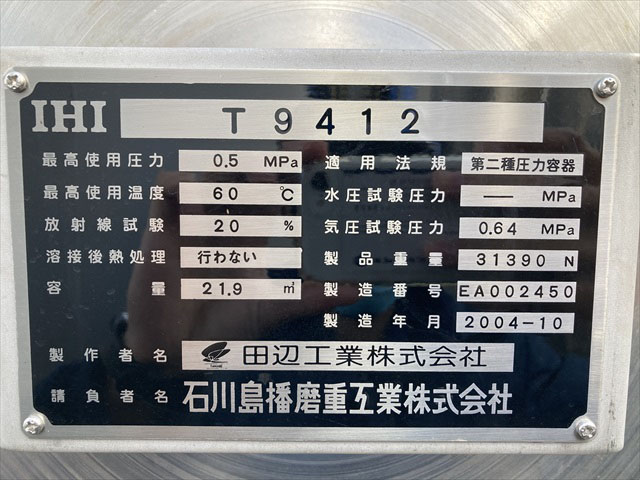 IHI T9412
最高使用圧力 0.5 MPa 適用法規 第二種圧力容器
最高使用温度 60 ℃ 水圧試験圧力 — MPa
放射線試験 20 % 気圧試験圧力 0.64 MPa
溶接後熱処理 行わない 製品重量 31390 N
容量 21.9 ㎥ 製造番号 EA002450
製造年月 2004-10
製作者名 田辺工業株式会社
請負者名 石川島播磨重工業株式会社